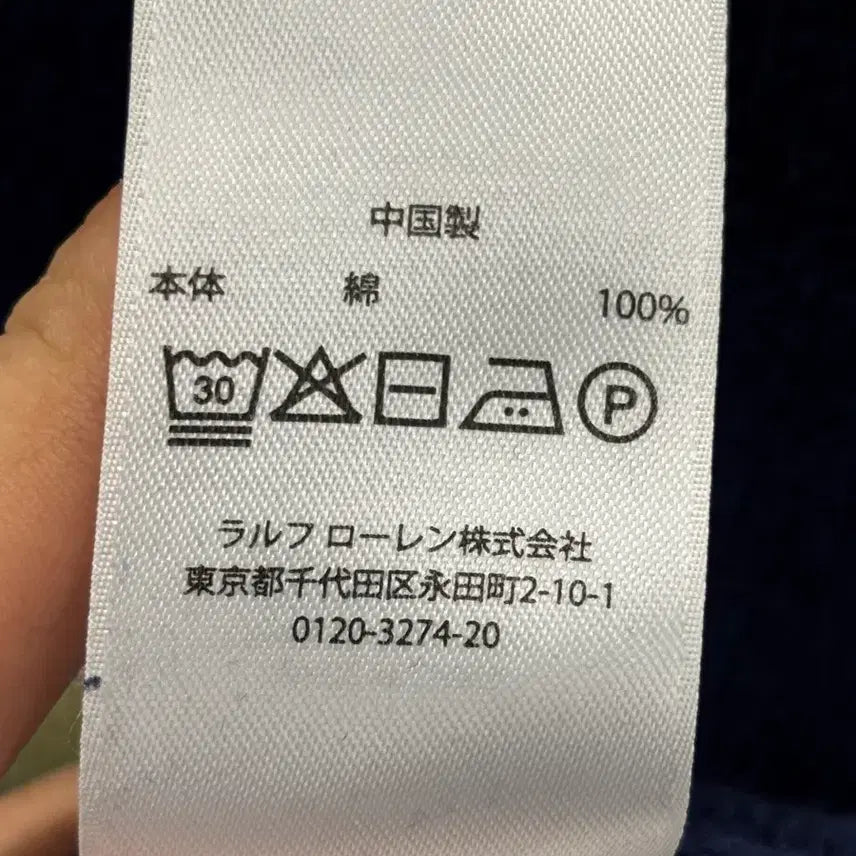 中国製
本体 綿 100%
30 P
ラルフ ローレン株式会社
東京都千代田区永田町2-10-1
0120-3274-20